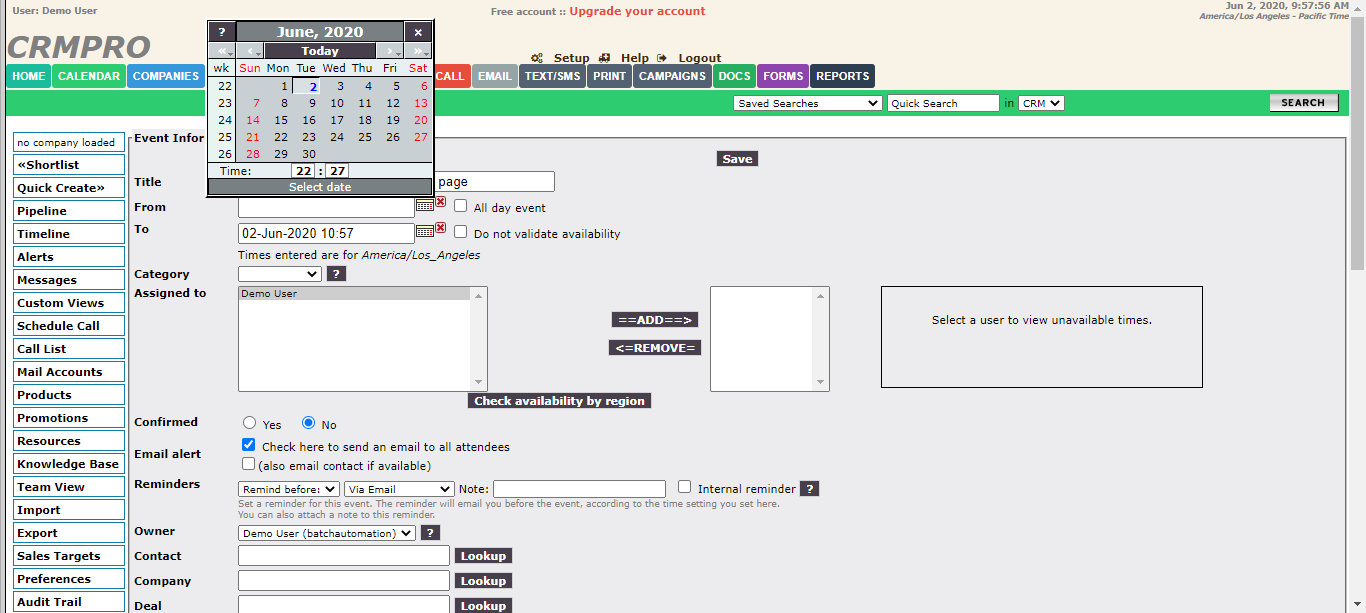 User: Demo User
Free account :: Upgrade your account
Jun 2, 2020, 9:57:56 AM
America/Los Angeles - Pacific Time
CRMPRO
Setup Help Logout
HOME CALENDAR COMPANIES CALL EMAIL TEXT/SMS PRINT CAMPAIGNS DOCS FORMS REPORTS
Saved Searches Quick Search in CRM SEARCH
? June, 2020 ×
« ‹ Today › »
wk Sun Mon Tue Wed Thu Fri Sat
22 1 2 3 4 5 6
23 7 8 9 10 11 12 13
24 14 15 16 17 18 19 20
25 21 22 23 24 25 26 27
26 28 29 30
Time: 22 : 27
Select date
no company loaded
«Shortlist
Quick Create»
Pipeline
Timeline
Alerts
Messages
Custom Views
Schedule Call
Call List
Mail Accounts
Products
Promotions
Resources
Knowledge Base
Team View
Import
Export
Sales Targets
Preferences
Audit Trail
Event Infor
Save
Title page
From All day event
To 02-Jun-2020 10:57 Do not validate availability
Times entered are for America/Los_Angeles
Category ?
Assigned to Demo User
==ADD==>
<=REMOVE=
Select a user to view unavailable times.
Check availability by region
Confirmed Yes No
Email alert Check here to send an email to all attendees
(also email contact if available)
Reminders Remind before: Via Email Note: Internal reminder ?
Set a reminder for this event. The reminder will email you before the event, according to the time setting you set here.
You can also attach a note to this reminder.
Owner Demo User (batchautomation) ?
Contact Lookup
Company Lookup
Deal Lookup